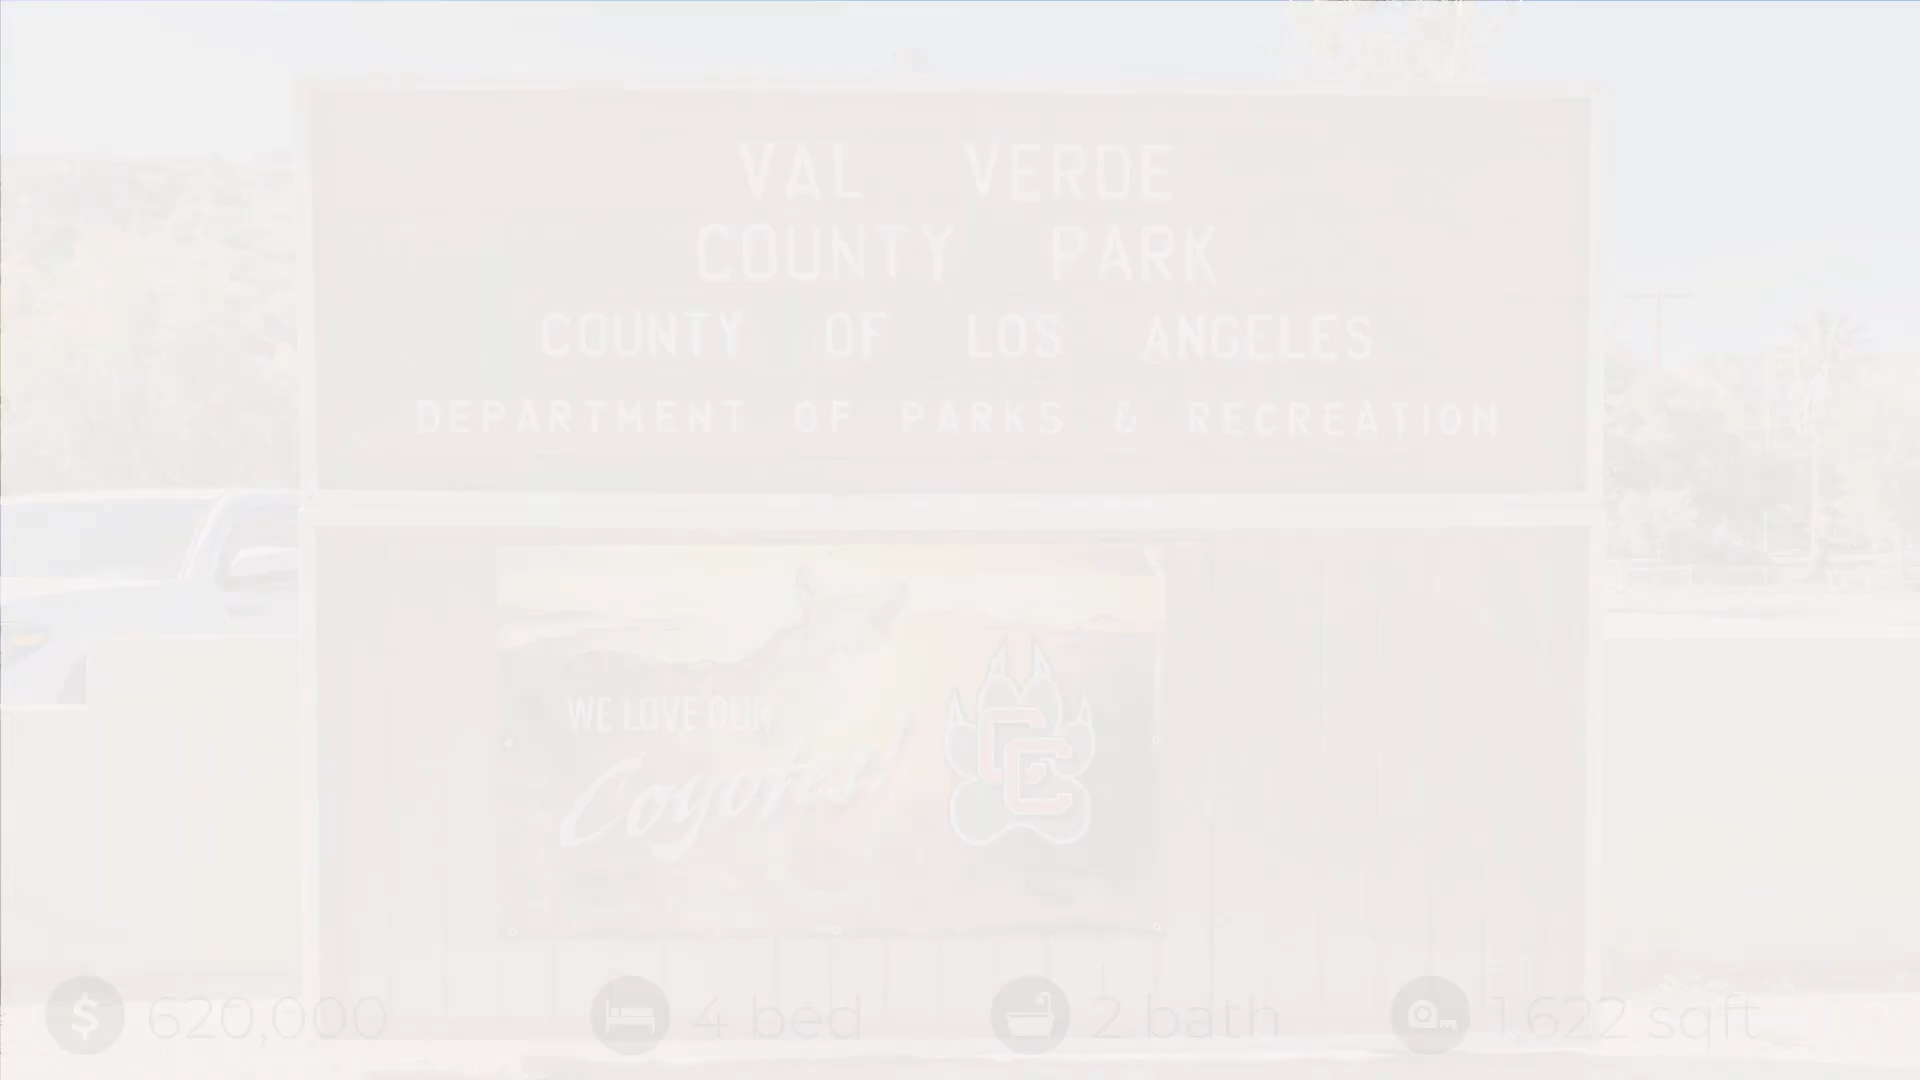 VAL VERDE
COUNTY PARK
COUNTY OF LOS ANGELES
DEPARTMENT OF PARKS & RECREATION
WE LOVE OUR
Coyotes!
CC
$ 620,000 4 bed 2 bath 1,622 sqft